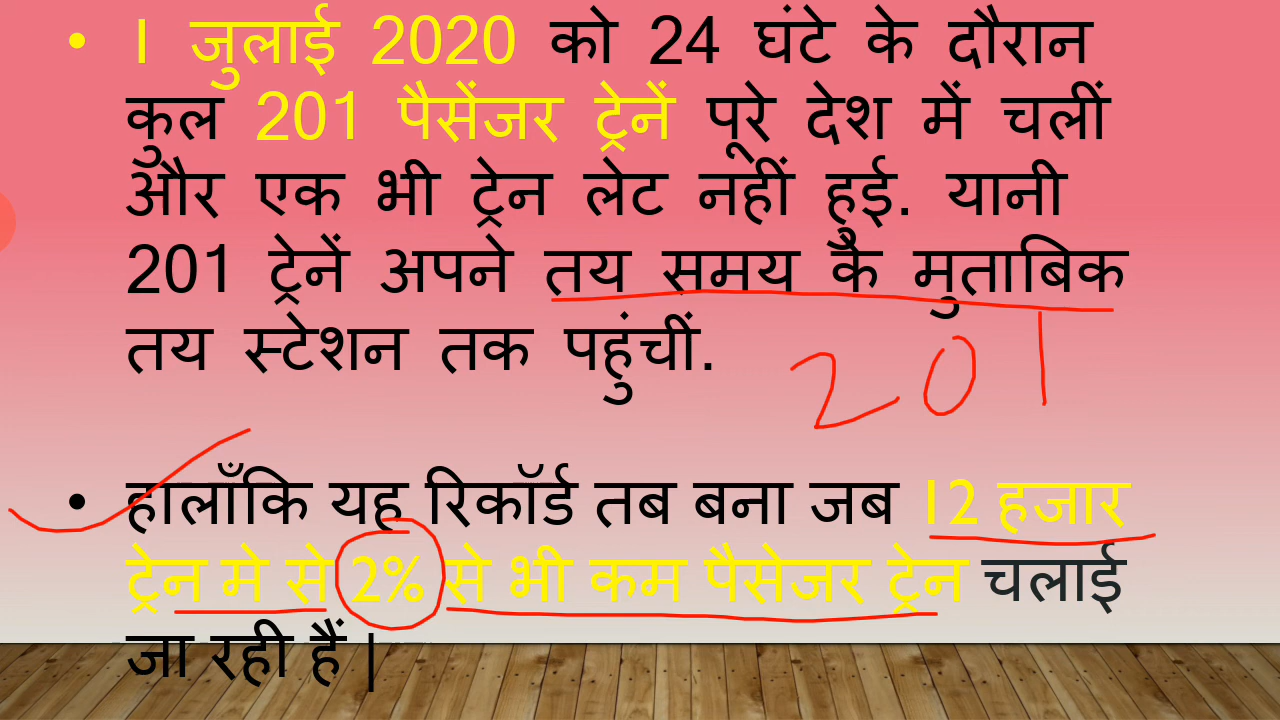 • 1 जुलाई 2020 को 24 घंटे के दौरान
कुल 201 पैसेंजर ट्रेनें पूरे देश में चलीं
और एक भी ट्रेन लेट नहीं हुई. यानी
201 ट्रेनें अपने तय समय के मुताबिक
तय स्टेशन तक पहुंचीं.
201
• हालाँकि यह रिकॉर्ड तब बना जब 12 हजार
ट्रेन मे से 2% से भी कम पैसेजर ट्रेन चलाई
जा रही हैं |